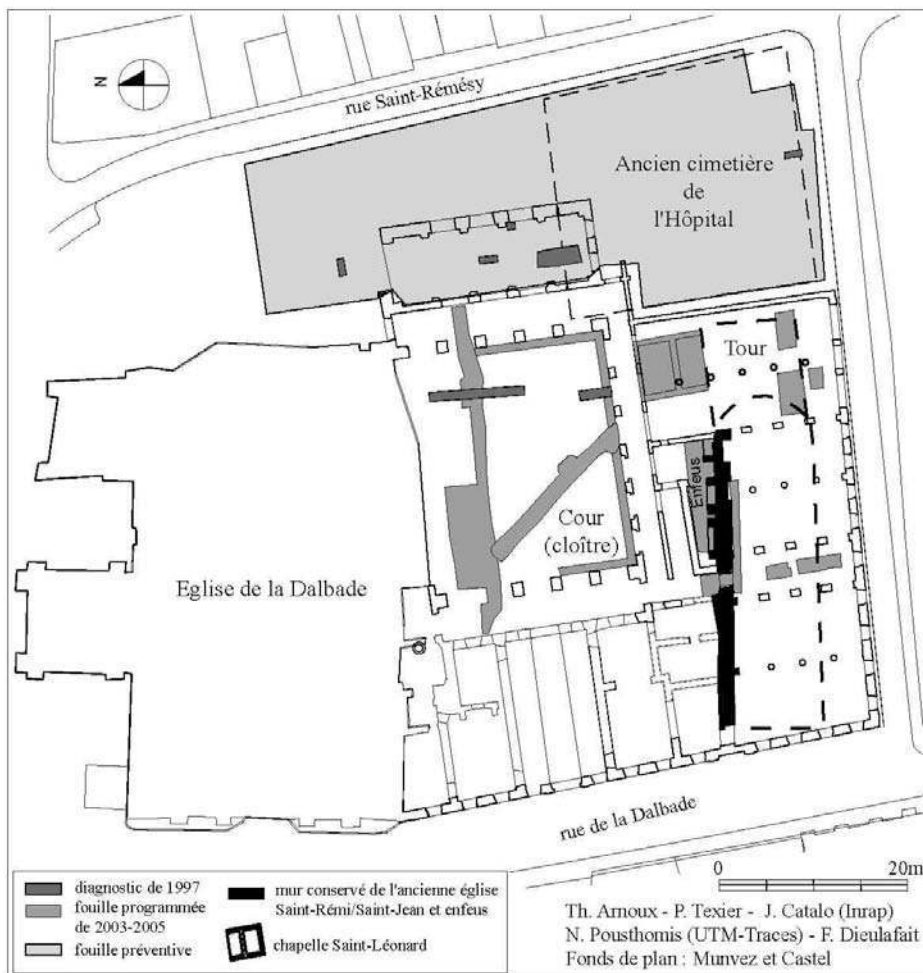 N
rue Saint-Rémésy
Ancien cimetière
de
l'Hôpital
Tour
Enfeus
Cour
(cloître)
Eglise de la Dalbade
rue de la Dalbade
0 20m
diagnostic de 1997
fouille programmée
de 2003-2005
fouille préventive
mur conservé de l'ancienne église
Saint-Rémi/Saint-Jean et enfeus
chapelle Saint-Léonard
Th. Arnoux - P. Texier - J. Catalo (Inrap)
N. Pousthomis (UTM-Traces) - F. Dieulafait
Fonds de plan : Munvez et Castel